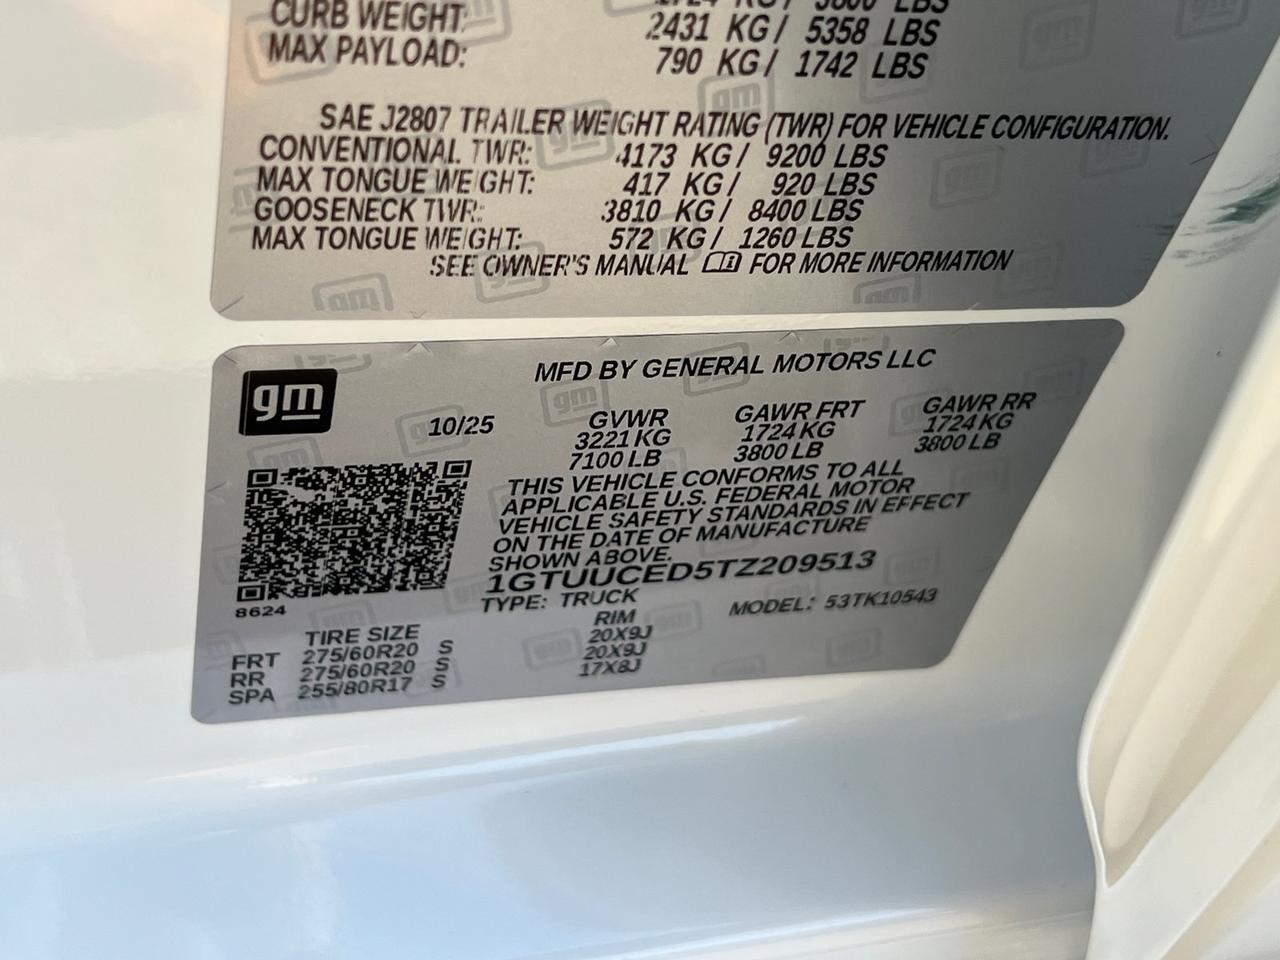 CURB WEIGHT: 2431 KG / 5358 LBS
MAX PAYLOAD: 790 KG / 1742 LBS
SAE J2807 TRAILER WEIGHT RATING (TWR) FOR VEHICLE CONFIGURATION.
CONVENTIONAL TWR: 4173 KG / 9200 LBS
MAX TONGUE WEIGHT: 417 KG / 920 LBS
GOOSENECK TWR: 3810 KG / 8400 LBS
MAX TONGUE WEIGHT: 572 KG / 1260 LBS
SEE OWNER'S MANUAL FOR MORE INFORMATION
gm
MFD BY GENERAL MOTORS LLC
10/25 GVWR GAWR FRT GAWR RR
3221 KG 1724 KG 1724 KG
7100 LB 3800 LB 3800 LB
THIS VEHICLE CONFORMS TO ALL
APPLICABLE U.S. FEDERAL MOTOR
VEHICLE SAFETY STANDARDS IN EFFECT
ON THE DATE OF MANUFACTURE
SHOWN ABOVE.
1GTUUCED5TZ209513
8624 TYPE: TRUCK MODEL: 53TK10543
TIRE SIZE RIM
FRT 275/60R20 S 20X9J
RR 275/60R20 S 20X9J
SPA 255/80R17 S 17X8J